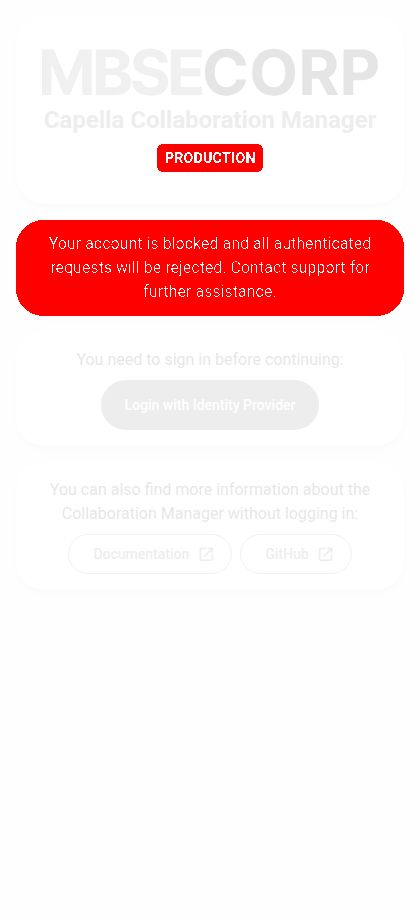 MBSECORP
Capella Collaboration Manager
PRODUCTION
Your account is blocked and all authenticated
requests will be rejected. Contact support for
further assistance.
You need to sign in before continuing:
Login with Identity Provider
You can also find more information about the
Collaboration Manager without logging in:
Documentation
GitHub